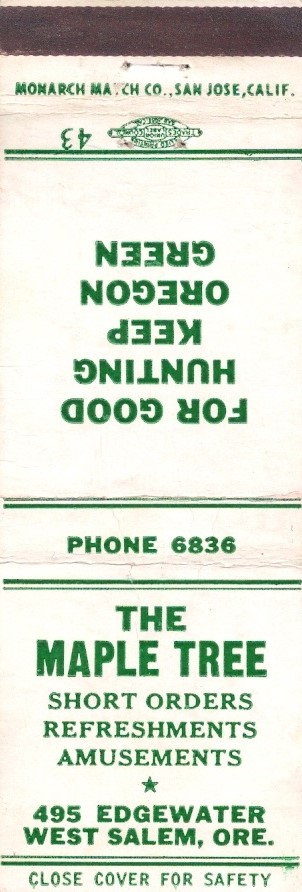 MONARCH MATCH CO., SAN JOSE, CALIF.
43
FOR GOOD
HUNTING
KEEP
OREGON
GREEN
PHONE 6836
THE
MAPLE TREE
SHORT ORDERS
REFRESHMENTS
AMUSEMENTS
495 EDGEWATER
WEST SALEM, ORE.
CLOSE COVER FOR SAFETY